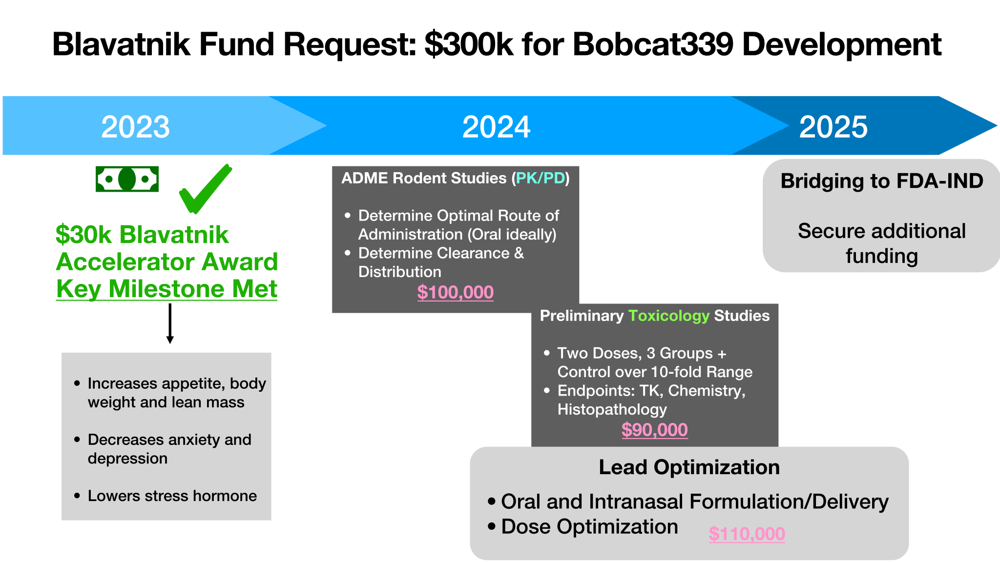 Blavatnik Fund Request: $300k for Bobcat339 Development
2023
2024
2025
$30k Blavatnik
Accelerator Award
Key Milestone Met
• Increases appetite, body
weight and lean mass
• Decreases anxiety and
depression
• Lowers stress hormone
ADME Rodent Studies (PK/PD)
• Determine Optimal Route of
Administration (Oral ideally)
• Determine Clearance &
Distribution
$100,000
Preliminary Toxicology Studies
• Two Doses, 3 Groups +
Control over 10-fold Range
• Endpoints: TK, Chemistry,
Histopathology
$90,000
Lead Optimization
• Oral and Intranasal Formulation/Delivery
• Dose Optimization
$110,000
Bridging to FDA-IND
Secure additional
funding